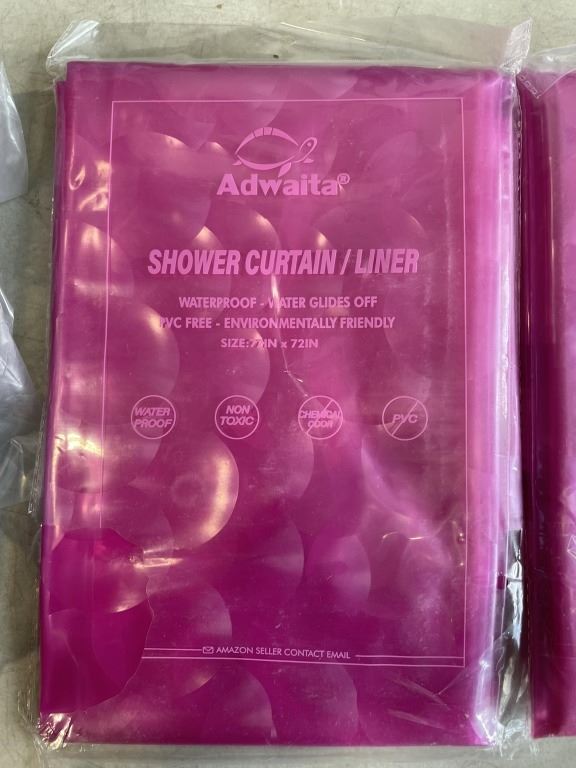 Adwaita®
SHOWER CURTAIN / LINER
WATERPROOF - WATER GLIDES OFF
PVC FREE - ENVIRONMENTALLY FRIENDLY
SIZE: x 72IN
WATER PROOF
NON TOXIC
CHEMICAL ODOR
PVC
AMAZON SELLER CONTACT EMAIL